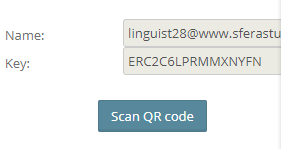 Name: linguist28@www.sferastu
Key: ERC2C6LPRMMXNYFN
Scan QR code